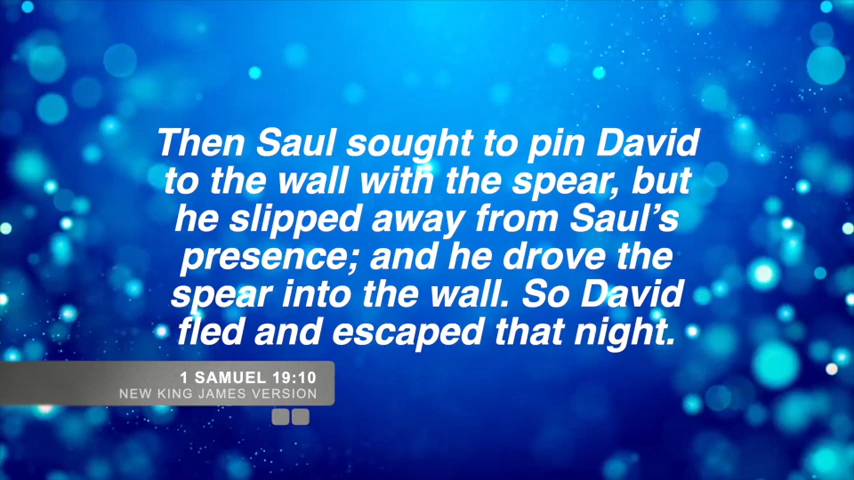 Then Saul sought to pin David
to the wall with the spear, but
he slipped away from Saul’s
presence; and he drove the
spear into the wall. So David
fled and escaped that night.
1 SAMUEL 19:10
NEW KING JAMES VERSION